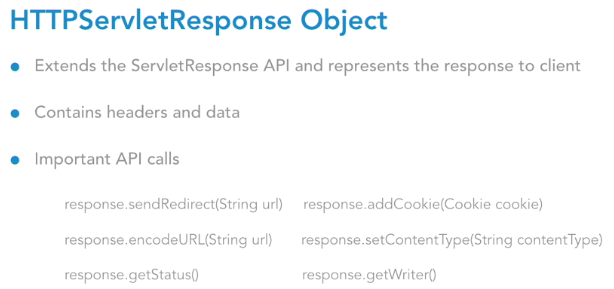 HTTPServletResponse Object
Extends the ServletResponse API and represents the response to client
Contains headers and data
Important API calls
response.sendRedirect(String url) response.addCookie(Cookie cookie)
response.encodeURL(String url) response.setContentType(String contentType)
response.getStatus() response.getWriter()